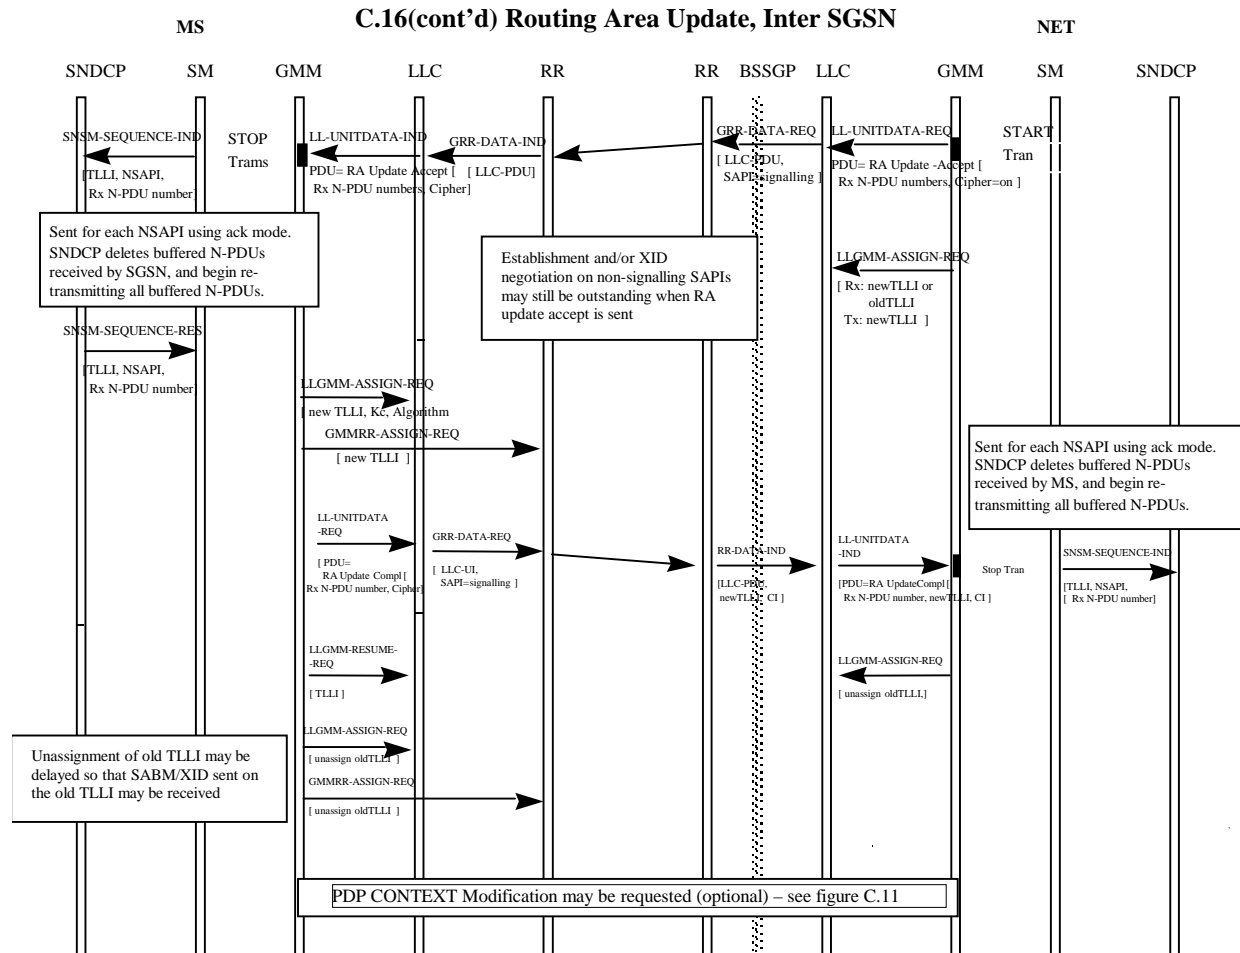 C.16(cont'd) Routing Area Update, Inter SGSN
MS
NET
SNDCP
SM
GMM
LLC
RR
RR
BSSGP
LLC
GMM
SM
SNDCP
SNSM-SEQUENCE-IND
[TLLI, NSAPI,
Rx N-PDU number]
STOP
Trams
LL-UNITDATA-IND
PDU= RA Update Accept [
Rx N-PDU numbers, Cipher]
GRR-DATA-IND
[ LLC-PDU]
GRR-DATA-REQ
[ LLC-PDU,
SAPI=signalling ]
LL-UNITDATA-REQ
PDU= RA Update -Accept [
Rx N-PDU numbers, Cipher=on ]
START
Tran
Sent for each NSAPI using ack mode.
SNDCP deletes buffered N-PDUs
received by SGSN, and begin re-
transmitting all buffered N-PDUs.
Establishment and/or XID
negotiation on non-signalling SAPIs
may still be outstanding when RA
update accept is sent
LLGMM-ASSIGN-REQ
[ Rx: newTLLI or
oldTLLI
Tx: newTLLI ]
SNSM-SEQUENCE-RES
[TLLI, NSAPI,
Rx N-PDU number]
LLGMM-ASSIGN-REQ
[ new TLLI, Kc, Algorithm
GMMRR-ASSIGN-REQ
[ new TLLI ]
Sent for each NSAPI using ack mode.
SNDCP deletes buffered N-PDUs
received by MS, and begin re-
transmitting all buffered N-PDUs.
LL-UNITDATA
-REQ
[ PDU=
RA Update Compl [
Rx N-PDU number, Cipher]
GRR-DATA-REQ
[ LLC-UI,
SAPI=signalling ]
RR-DATA-IND
[LLC-PDU,
newTLLI, CI ]
LL-UNITDATA
-IND
[PDU=RA UpdateCompl [
Rx N-PDU number, newTLLI, CI ]
Stop Tran
SNSM-SEQUENCE-IND
[TLLI, NSAPI,
[ Rx N-PDU number]
LLGMM-RESUME-
-REQ
[ TLLI ]
LLGMM-ASSIGN-REQ
[ unassign oldTLLI,]
LLGMM-ASSIGN-REQ
[ unassign oldTLLI ]
Unassignment of old TLLI may be
delayed so that SABM/XID sent on
the old TLLI may be received
GMMRR-ASSIGN-REQ
[ unassign oldTLLI ]
PDP CONTEXT Modification may be requested (optional) – see figure C.11